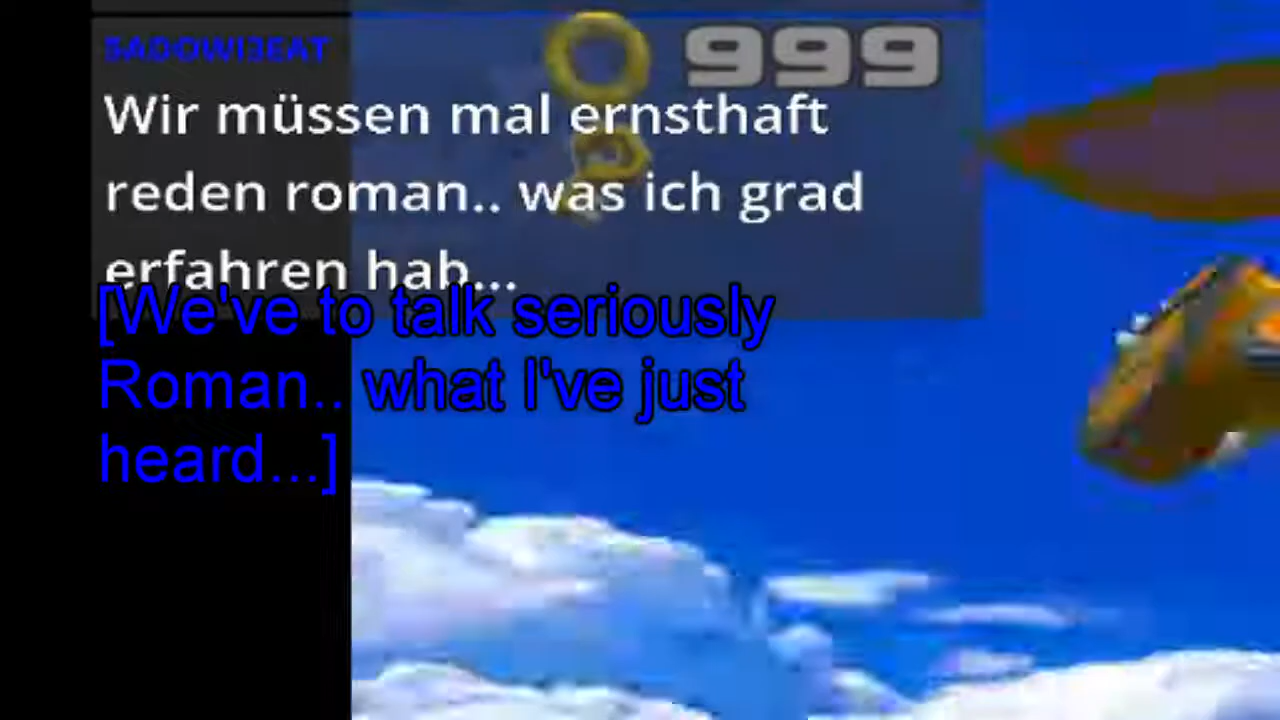 SADOWBEAT
999
Wir müssen mal ernsthaft
reden roman.. was ich grad
erfahren hab...
[We've to talk seriously
Roman.. what I've just
heard...]